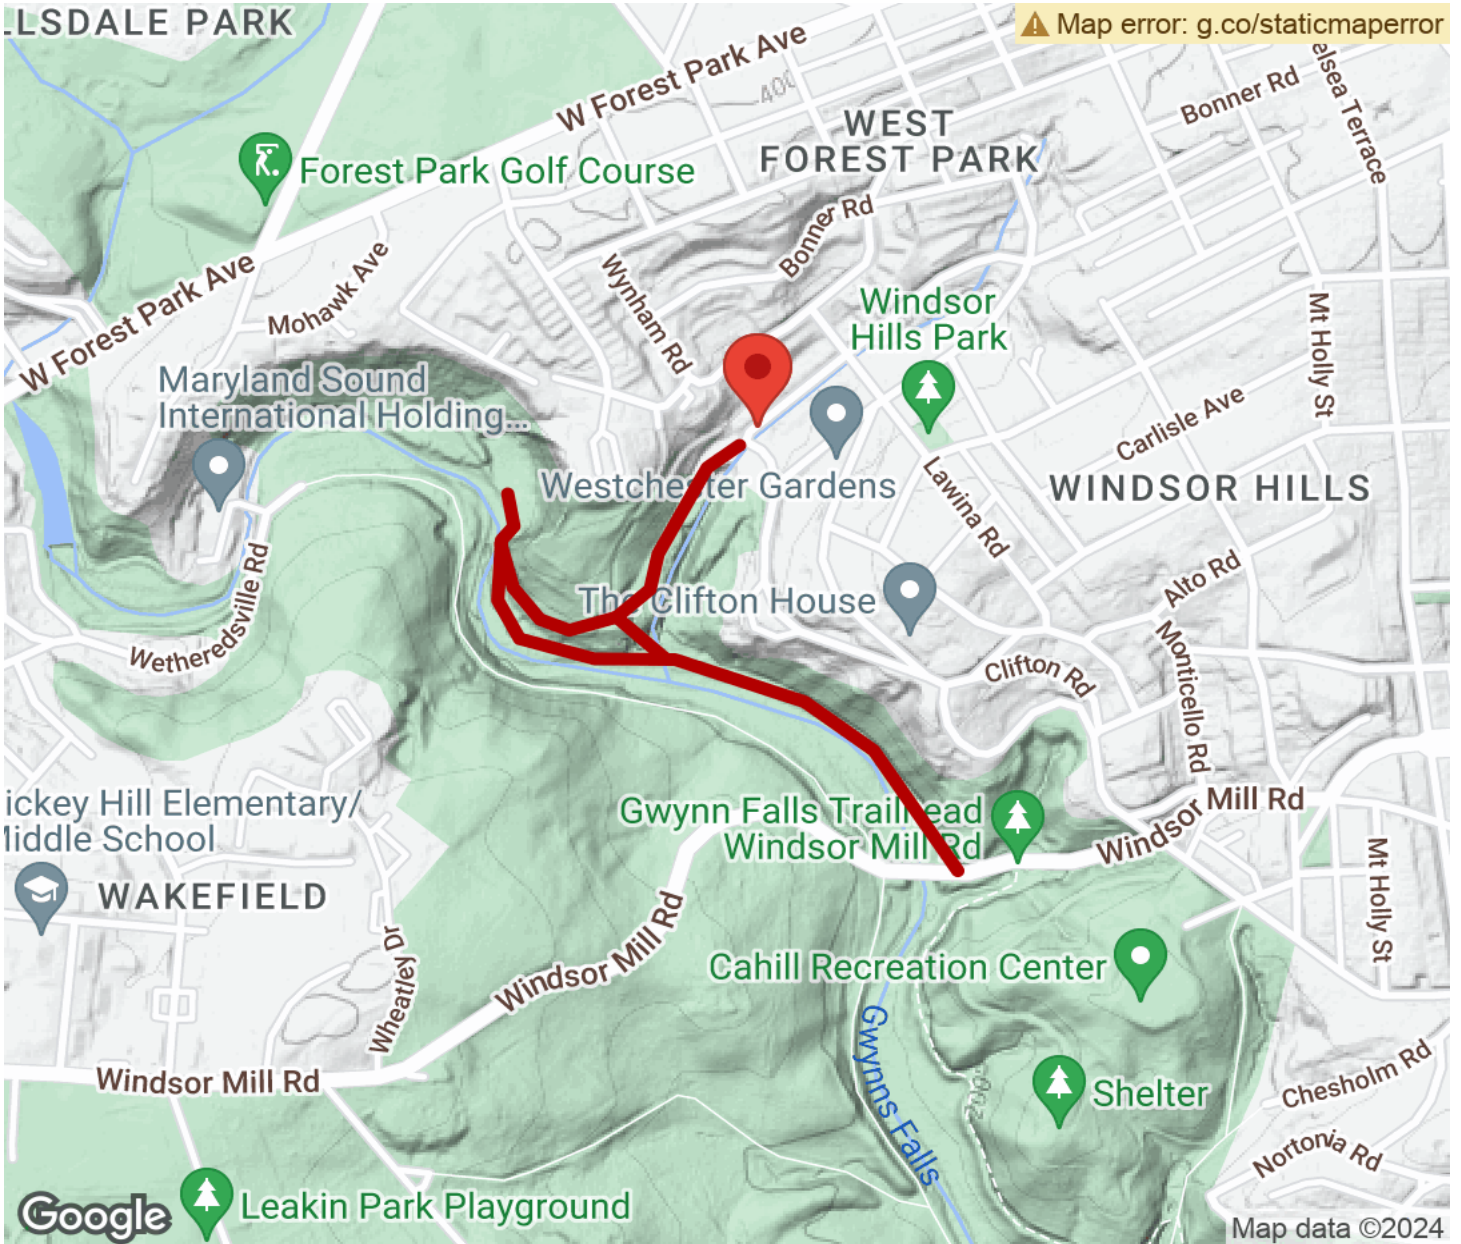 LLSDALE PARK
Map error: g.co/staticmaperror
W Forest Park Ave
400
elsea Terrace
Bonner Rd
WEST
FOREST PARK
Forest Park Golf Course
Bonner Rd
W Forest Park Ave
Mohawk Ave
Wynham Rd
Windsor
Hills Park
Mt Holly St
Maryland Sound
International Holding...
Carlisle Ave
Westchester Gardens
Lawina Rd
WINDSOR HILLS
Wetheredsville Rd
The Clifton House
Alto Rd
Clifton Rd
Monticello Rd
ickey Hill Elementary/
Middle School
Gwynn Falls Trailhead
Windsor Mill Rd
Windsor Mill Rd
Mt Holly St
WAKEFIELD
Windsor Mill Rd
Wheatley Dr
Cahill Recreation Center
Gwynns Falls
200
Windsor Mill Rd
Shelter
Chesholm Rd
Nortonia Rd
Leakin Park Playground
Google
Map data ©2024